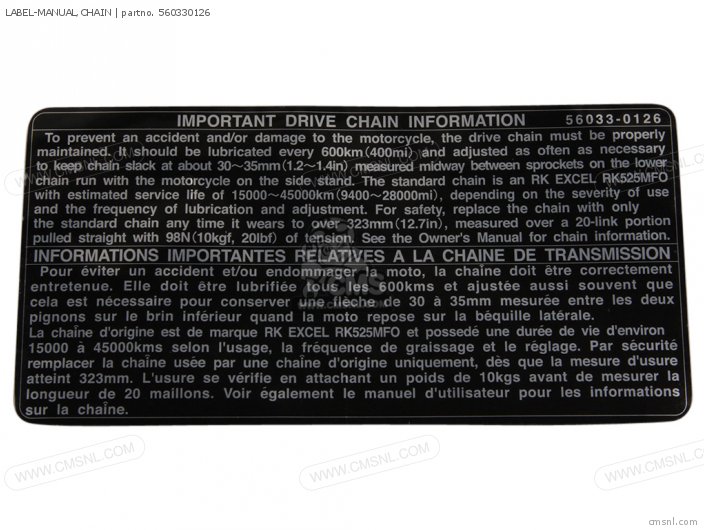 LABEL-MANUAL,CHAIN | partno. 560330126
IMPORTANT DRIVE CHAIN INFORMATION 56033-0126
To prevent an accident and/or damage to the motorcycle, the drive chain must be properly
maintained. It should be lubricated every 600km(400mi) and adjusted as often as necessary
to keep chain slack at about 30～35mm(1.2～1.4in) measured midway between sprockets on the lower
chain run with the motorcycle on the side stand. The standard chain is an RK EXCEL RK525MFO
with estimated service life of 15000～45000km(9400～28000mi), depending on the severity of use
and the frequency of lubrication and adjustment. For safety, replace the chain with only
the standard chain any time it wears to over 323mm(12.7in), measured over a 20-link portion
pulled straight with 98N(10kgf, 20lbf) of tension. See the Owner's Manual for chain information.
INFORMATIONS IMPORTANTES RELATIVES A LA CHAINE DE TRANSMISSION
Pour éviter un accident et/ou endommager la moto, la chaîne doit être correctement
entretenue. Elle doit être lubrifiée tous les 600kms et ajustée aussi souvent que
cela est nécessaire pour conserver une flèche de 30 à 35mm mesurée entre les deux
pignons sur le brin inférieur quand la moto repose sur la béquille latérale.
La chaîne d'origine est de marque RK EXCEL RK525MFO et possedé une durée de vie d'environ
15000 à 45000kms selon l'usage, la fréquence de graissage et le réglage. Par sécurité
remplacer la chaîne usée par une chaîne d'origine uniquement, dès que la mesure d'usure
atteint 323mm. L'usure se vérifie en attachant un poids de 10kgs avant de mesurer la
longueur de 20 maillons. Voir également le manuel d'utilisateur pour les informations
sur la chaîne.
WWW.CMSNL.COM
WWW.CMSNL.COM
WWW.CMSNL.COM
cmsnl.com